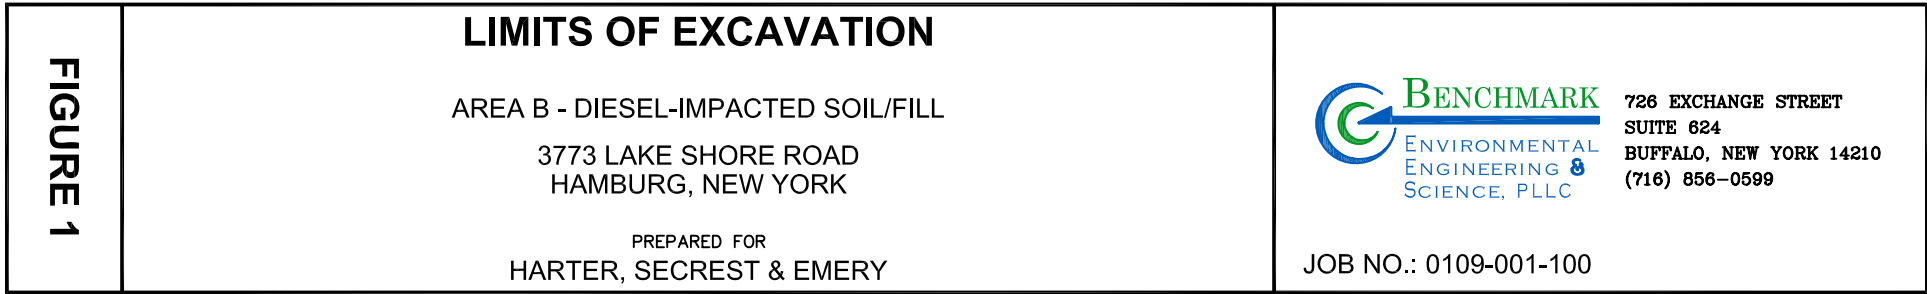 FIGURE 1
LIMITS OF EXCAVATION
AREA B - DIESEL-IMPACTED SOIL/FILL
3773 LAKE SHORE ROAD
HAMBURG, NEW YORK
PREPARED FOR
HARTER, SECREST & EMERY
BENCHMARK
ENVIRONMENTAL
ENGINEERING &
SCIENCE, PLLC
726 EXCHANGE STREET
SUITE 624
BUFFALO, NEW YORK 14210
(716) 856-0599
JOB NO.: 0109-001-100